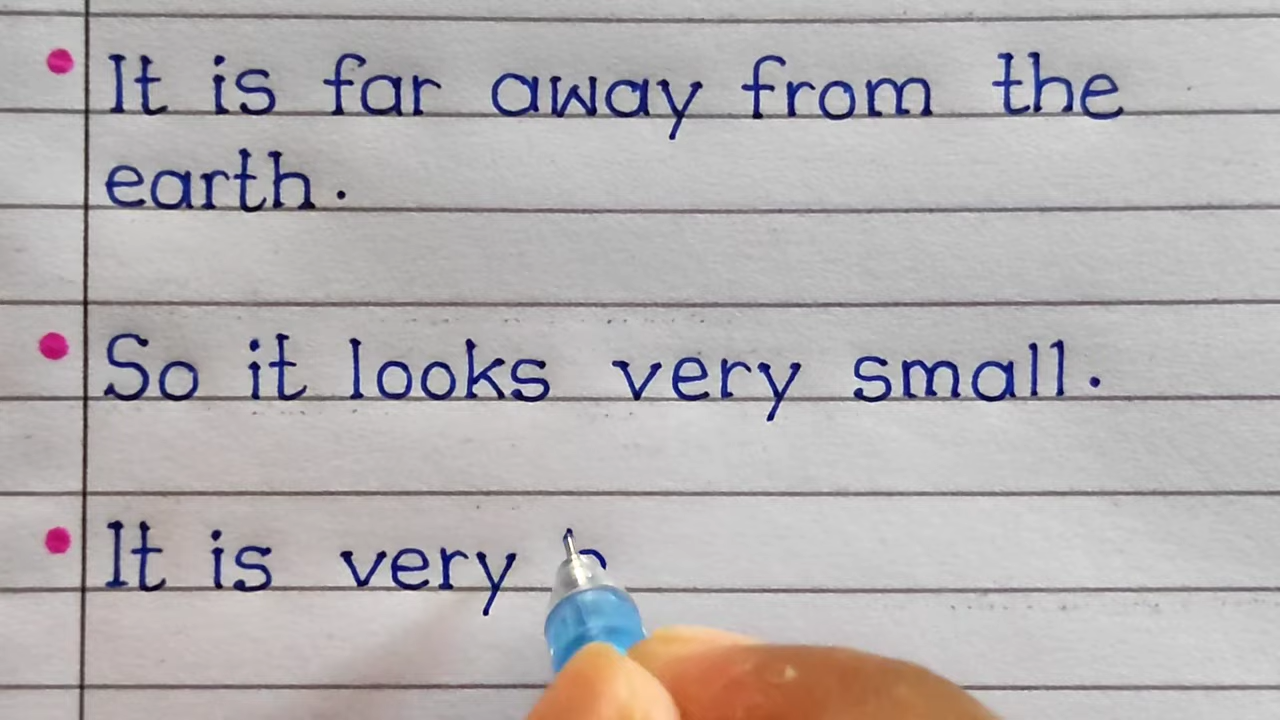 It is far away from the
earth.
So it looks very small.
It is very